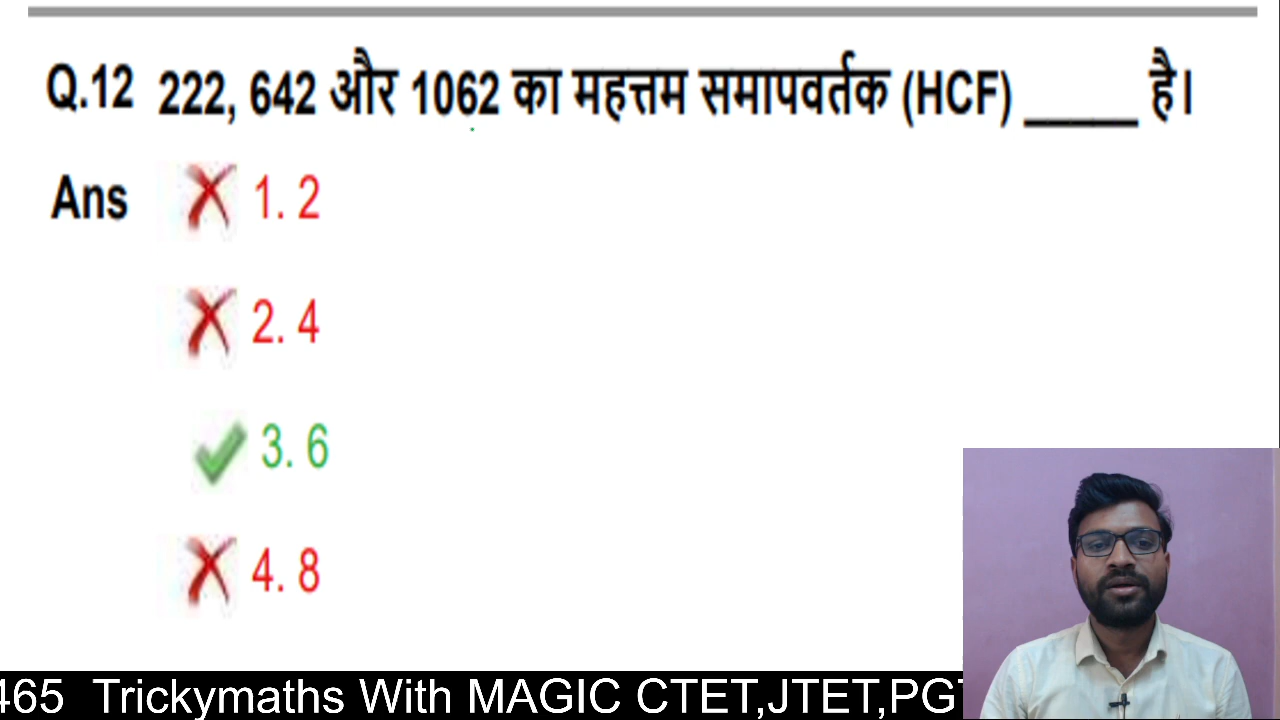 Q.12 222, 642 और 1062 का महत्तम समापवर्तक (HCF) _____ है।
Ans 1. 2
2. 4
3. 6
4. 8
465 Trickymaths With MAGIC CTET,JTET,PGT